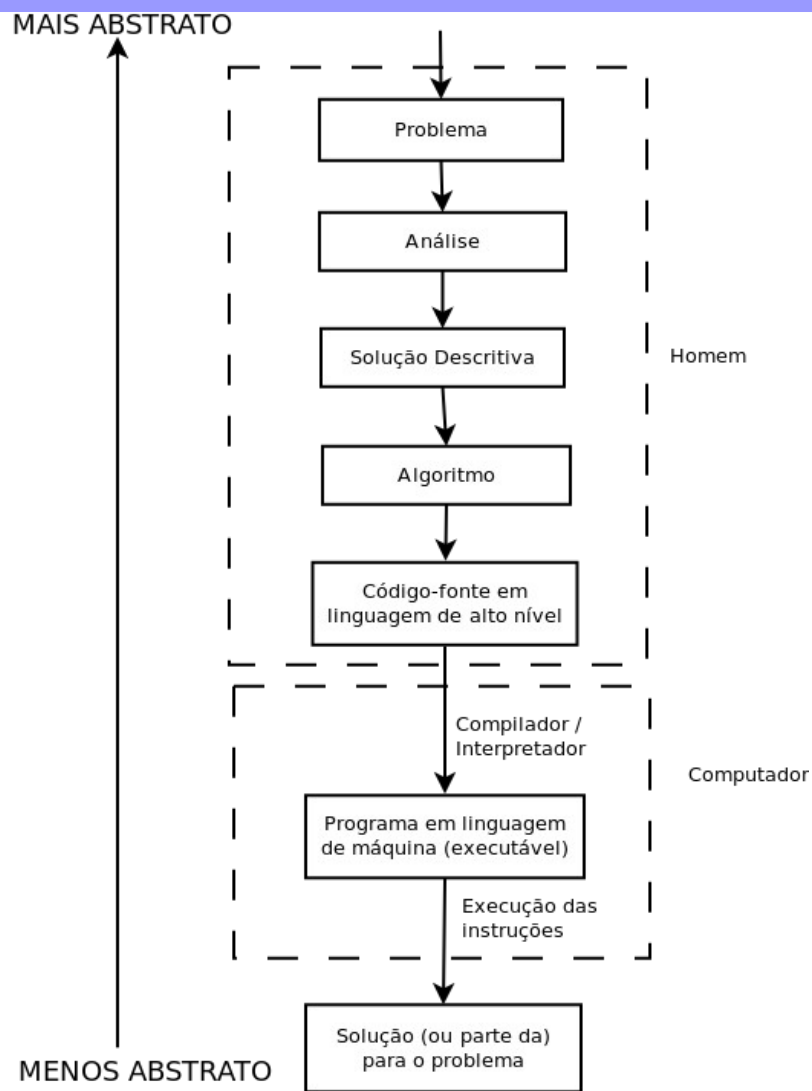 MAIS ABSTRATO
Problema
Análise
Solução Descritiva
Homem
Algoritmo
Código-fonte em
linguagem de alto nível
Compilador /
Interpretador
Computador
Programa em linguagem
de máquina (executável)
Execução das
instruções
Solução (ou parte da)
para o problema
MENOS ABSTRATO